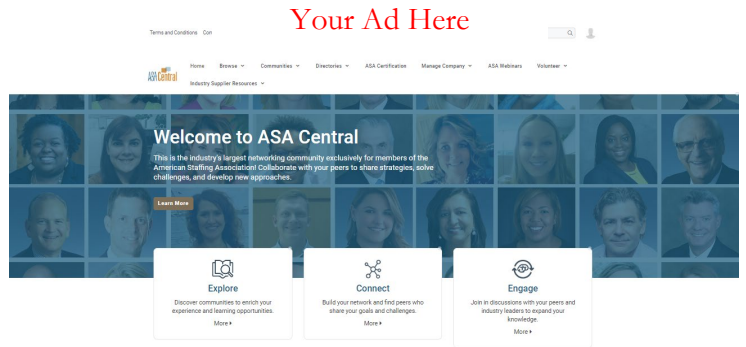 Your Ad Here
Terms and Conditions
ASA Central
Home Browse Communities Directories ASA Certification Manage Company ASA Webinars Volunteer
Industry Supplier Resources
Welcome to ASA Central
This is the industry's largest networking community exclusively for members of the
American Staffing Association! Collaborate with your peers to share strategies, solve
challenges, and develop new approaches.
Learn More
Explore
Discover communities to enrich your
experience and learning opportunities.
More
Connect
Build your network and find peers who
share your goals and challenges.
More
Engage
Join in discussions with your peers and
industry leaders to expand your
knowledge.
More